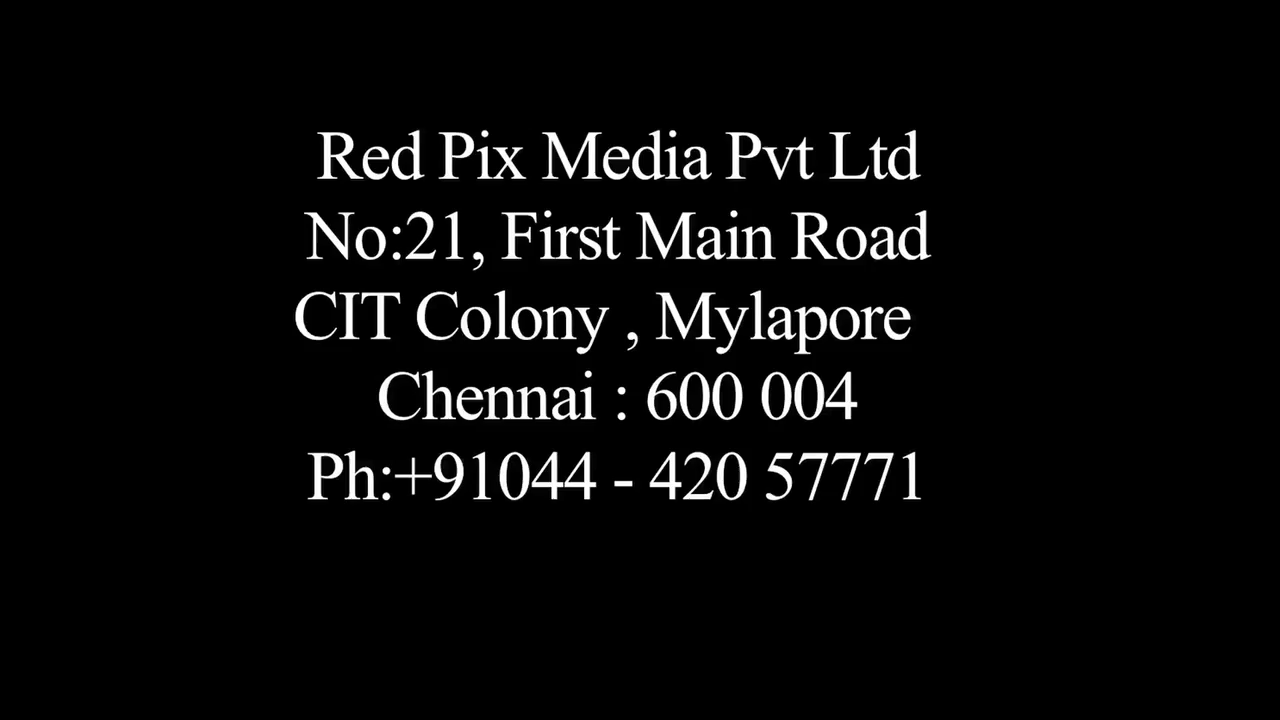 Red Pix Media Pvt Ltd
No:21, First Main Road
CIT Colony , Mylapore
Chennai : 600 004
Ph:+91044 - 420 57771